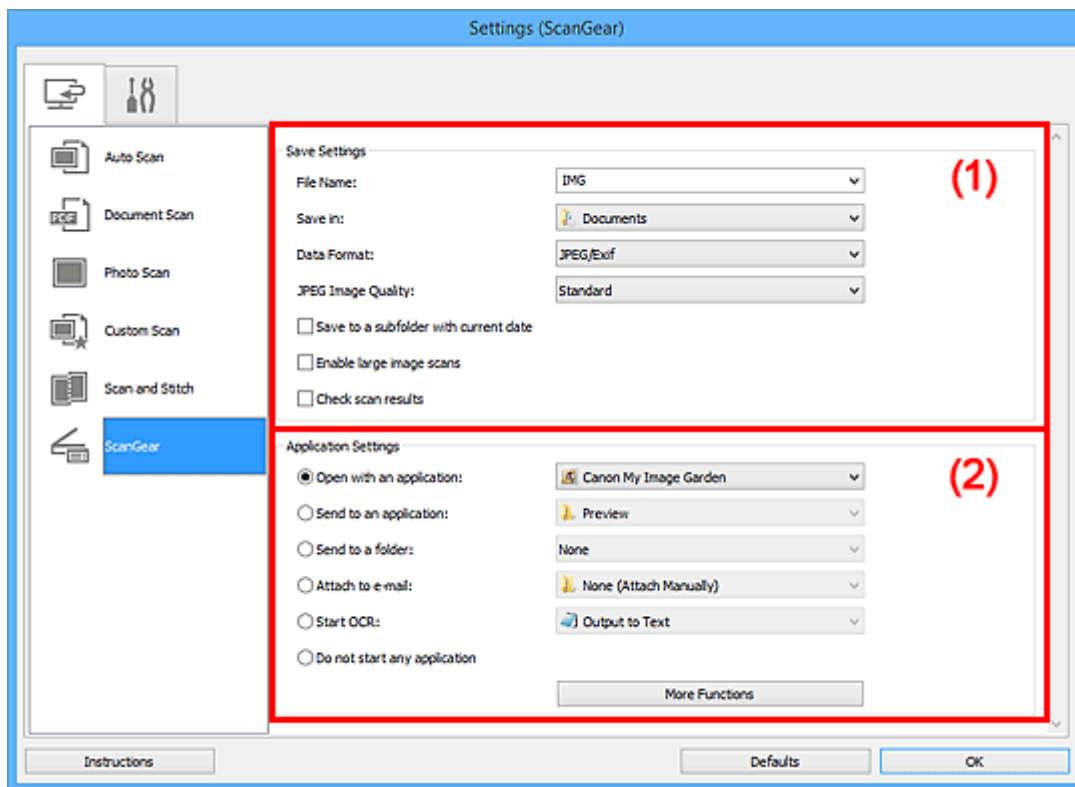 Settings (ScanGear)
Auto Scan
Document Scan
Photo Scan
Custom Scan
Scan and Stitch
ScanGear
Save Settings
(1)
File Name: IMG
Save in: Documents
Data Format: JPEG/Exif
JPEG Image Quality: Standard
Save to a subfolder with current date
Enable large image scans
Check scan results
Application Settings
(2)
Open with an application: Canon My Image Garden
Send to an application: Preview
Send to a folder: None
Attach to e-mail: None (Attach Manually)
Start OCR: Output to Text
Do not start any application
More Functions
Instructions Defaults OK